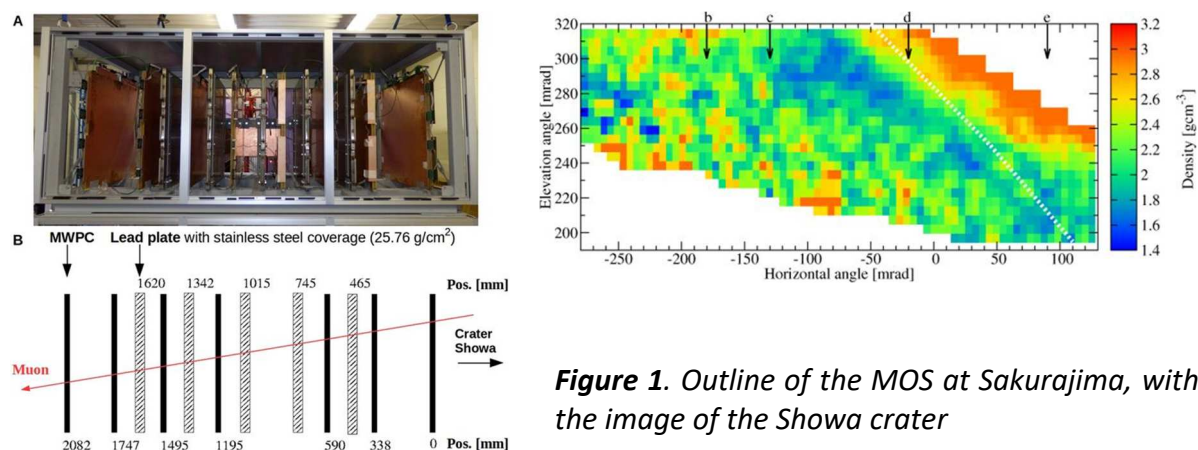 A
B
MWPC
Lead plate with stainless steel coverage (25.76 g/cm²)
1620 1342 1015 745 465 Pos. [mm]
Crater
Showa
Muon
2082 1747 1495 1195 590 338 0 Pos. [mm]
b c d e
320
300
280
260
240
220
200
Elevation angle [mrad]
-250 -200 -150 -100 -50 0 50 100
Horizontal angle [mrad]
3.2
3
2.8
2.6
2.4
2.2
2
1.8
1.6
1.4
Density [gcm⁻³]
Figure 1. Outline of the MOS at Sakurajima, with
the image of the Showa crater